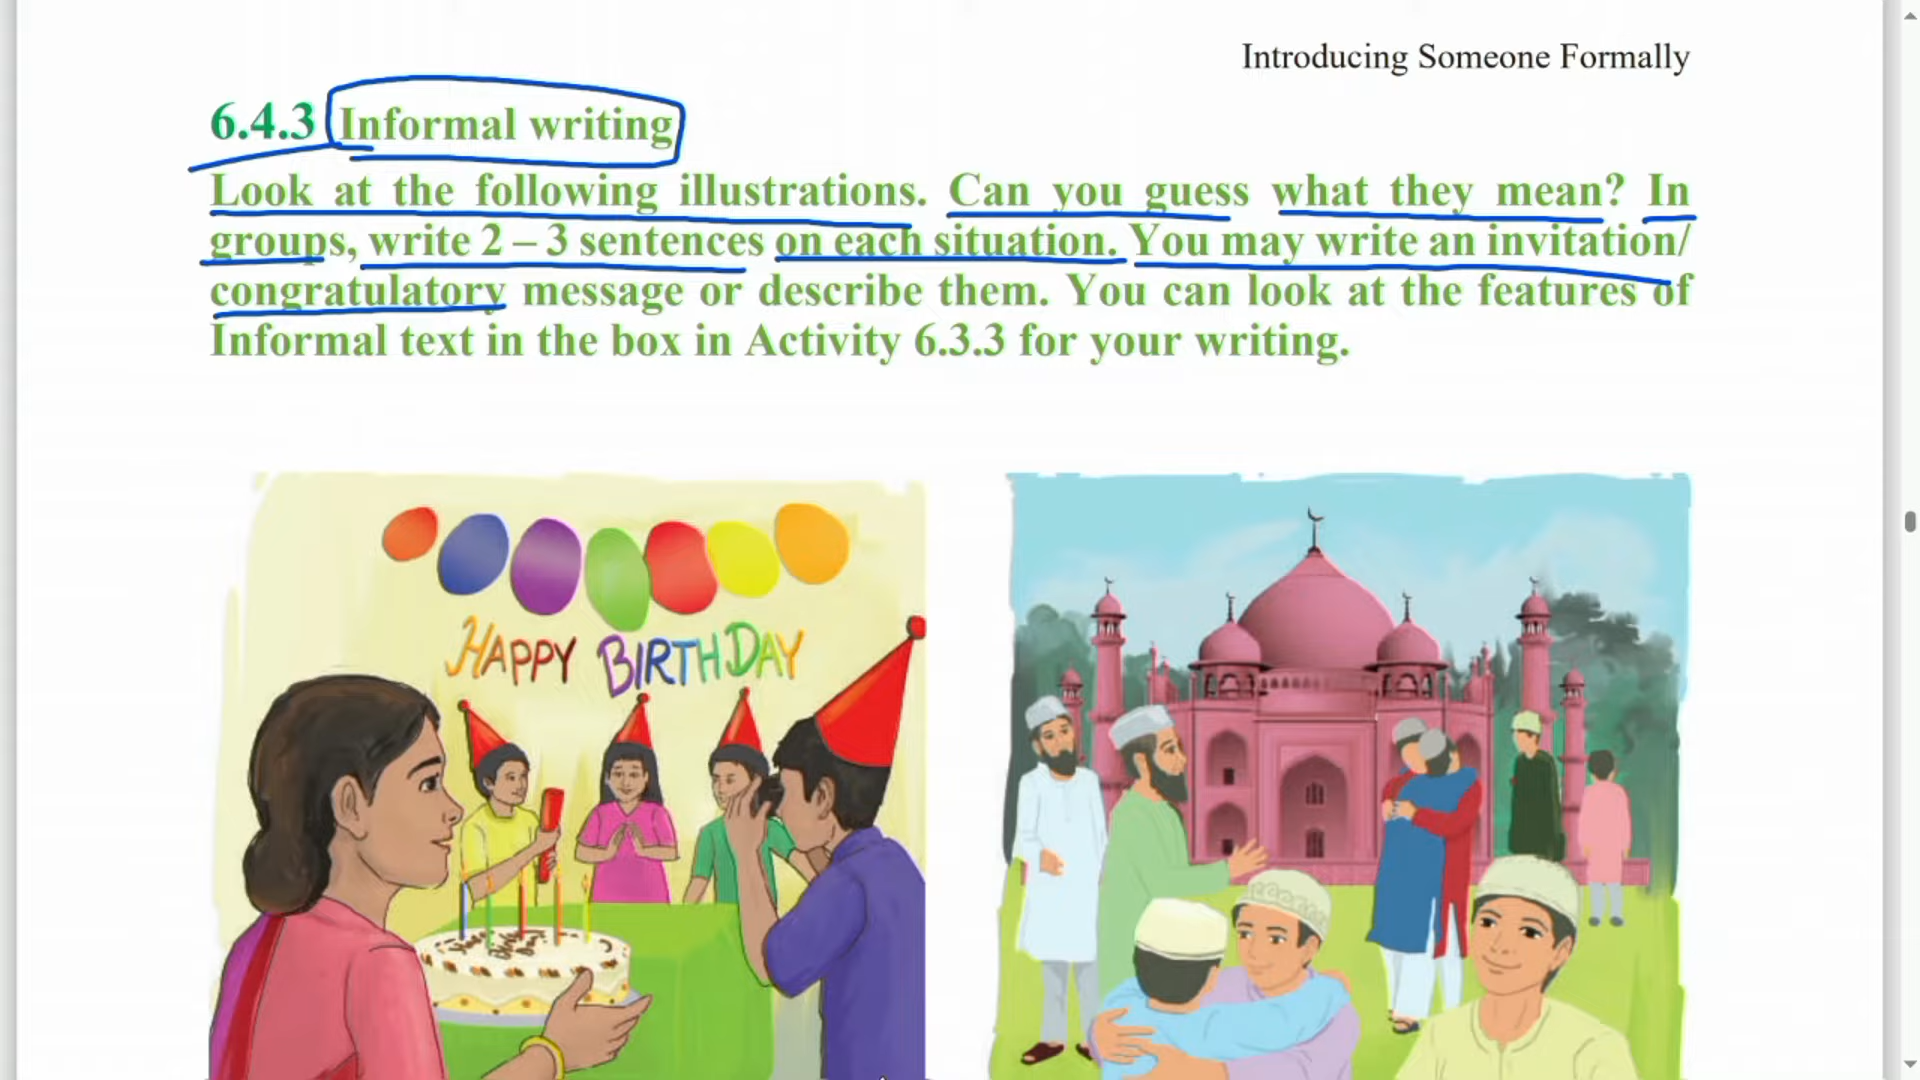 Introducing Someone Formally
6.4.3 Informal writing
Look at the following illustrations. Can you guess what they mean? In
groups, write 2 – 3 sentences on each situation. You may write an invitation/
congratulatory message or describe them. You can look at the features of
Informal text in the box in Activity 6.3.3 for your writing.
HAPPY BIRTHDAY